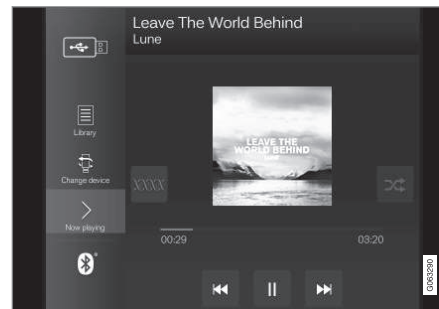 Leave The World Behind
Lune
Library
LEAVE THE
WORLD BEHIND
LUNE
Change device
XXXX
Now playing
00:29
03:20
G063290